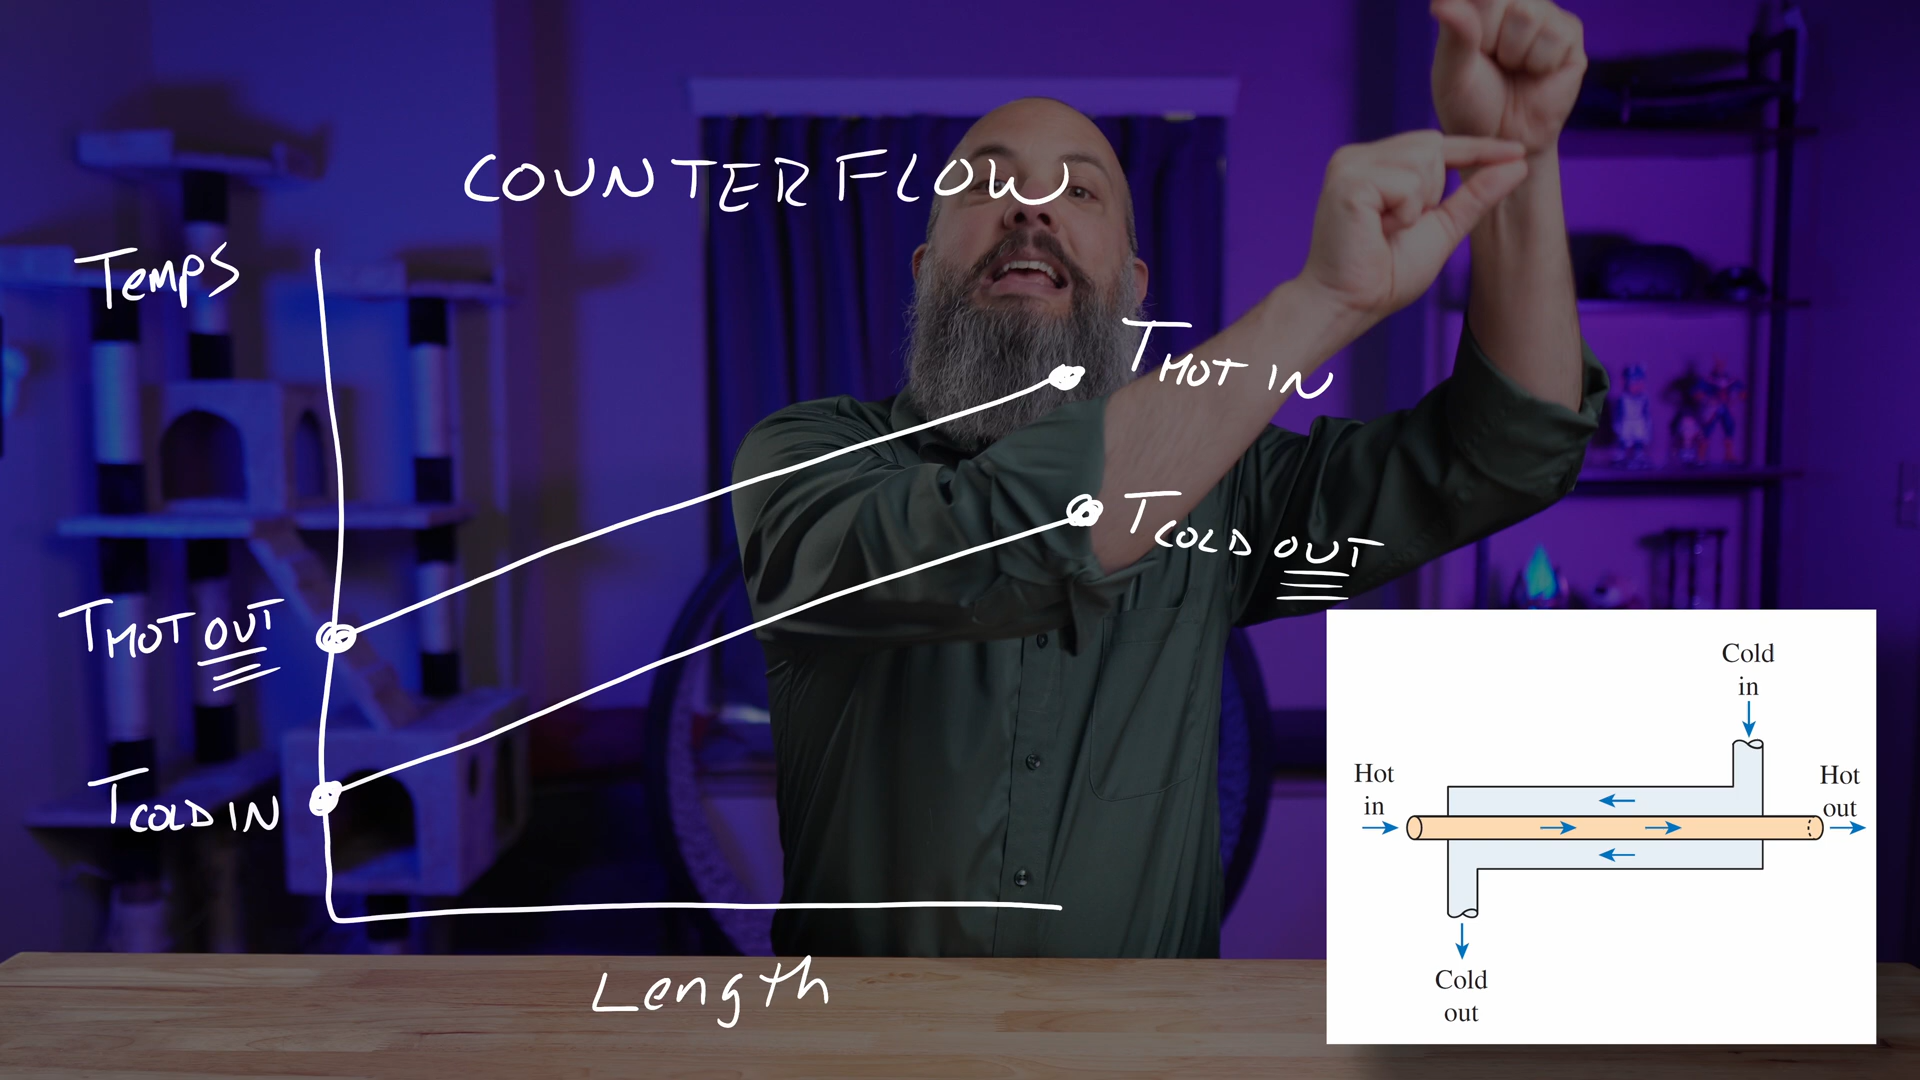 COUNTERFLOW
Temps
THOT IN
TCOLD OUT
THOT OUT
TCOLD IN
Length
Cold
in
Hot
in
Hot
out
Cold
out